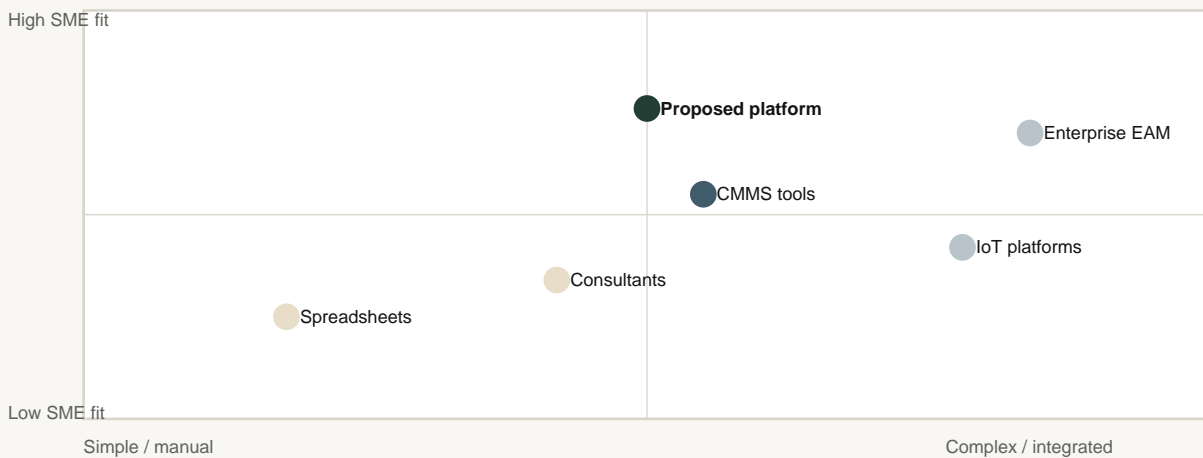 High SME fit
Proposed platform
Enterprise EAM
CMMS tools
IoT platforms
Consultants
Spreadsheets
Low SME fit
Simple / manual
Complex / integrated